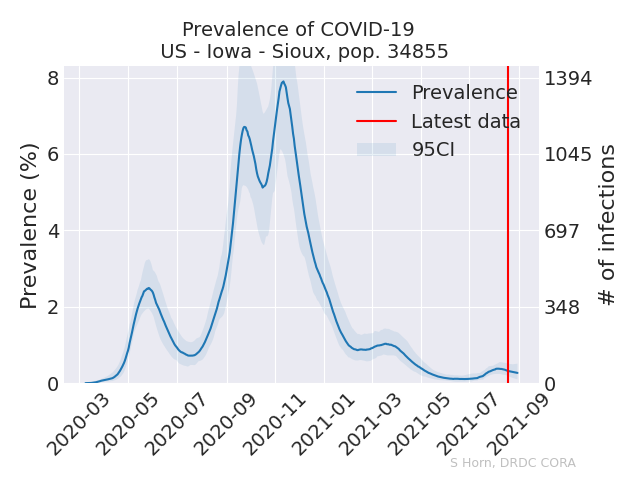 Prevalence of COVID-19
US - Iowa - Sioux, pop. 34855
8
6
4
2
0
Prevalence (%)
1394
1045
697
348
0
# of infections
Prevalence
Latest data
95CI
2020-03
2020-05
2020-07
2020-09
2020-11
2021-01
2021-03
2021-05
2021-07
2021-09
S Horn, DRDC CORA